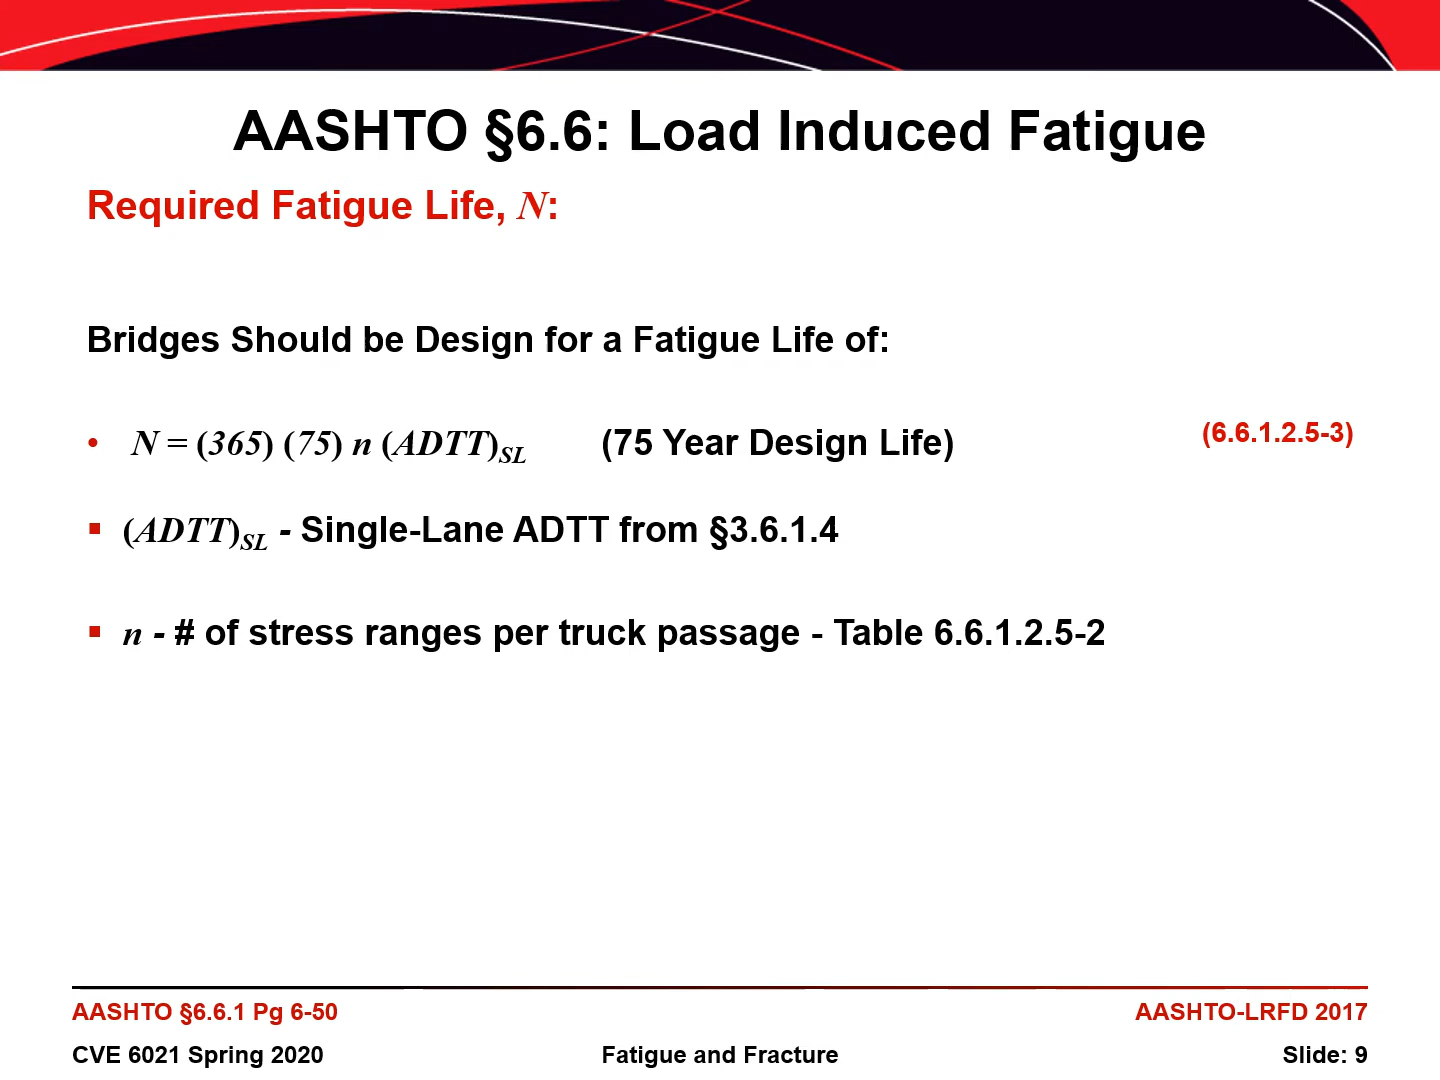 AASHTO §6.6: Load Induced Fatigue
Required Fatigue Life, N:
Bridges Should be Design for a Fatigue Life of:
• N = (365) (75) n (ADTT)SL (75 Year Design Life) (6.6.1.2.5-3)
▪ (ADTT)SL - Single-Lane ADTT from §3.6.1.4
▪ n - # of stress ranges per truck passage - Table 6.6.1.2.5-2
AASHTO §6.6.1 Pg 6-50 AASHTO-LRFD 2017
CVE 6021 Spring 2020 Fatigue and Fracture Slide: 9